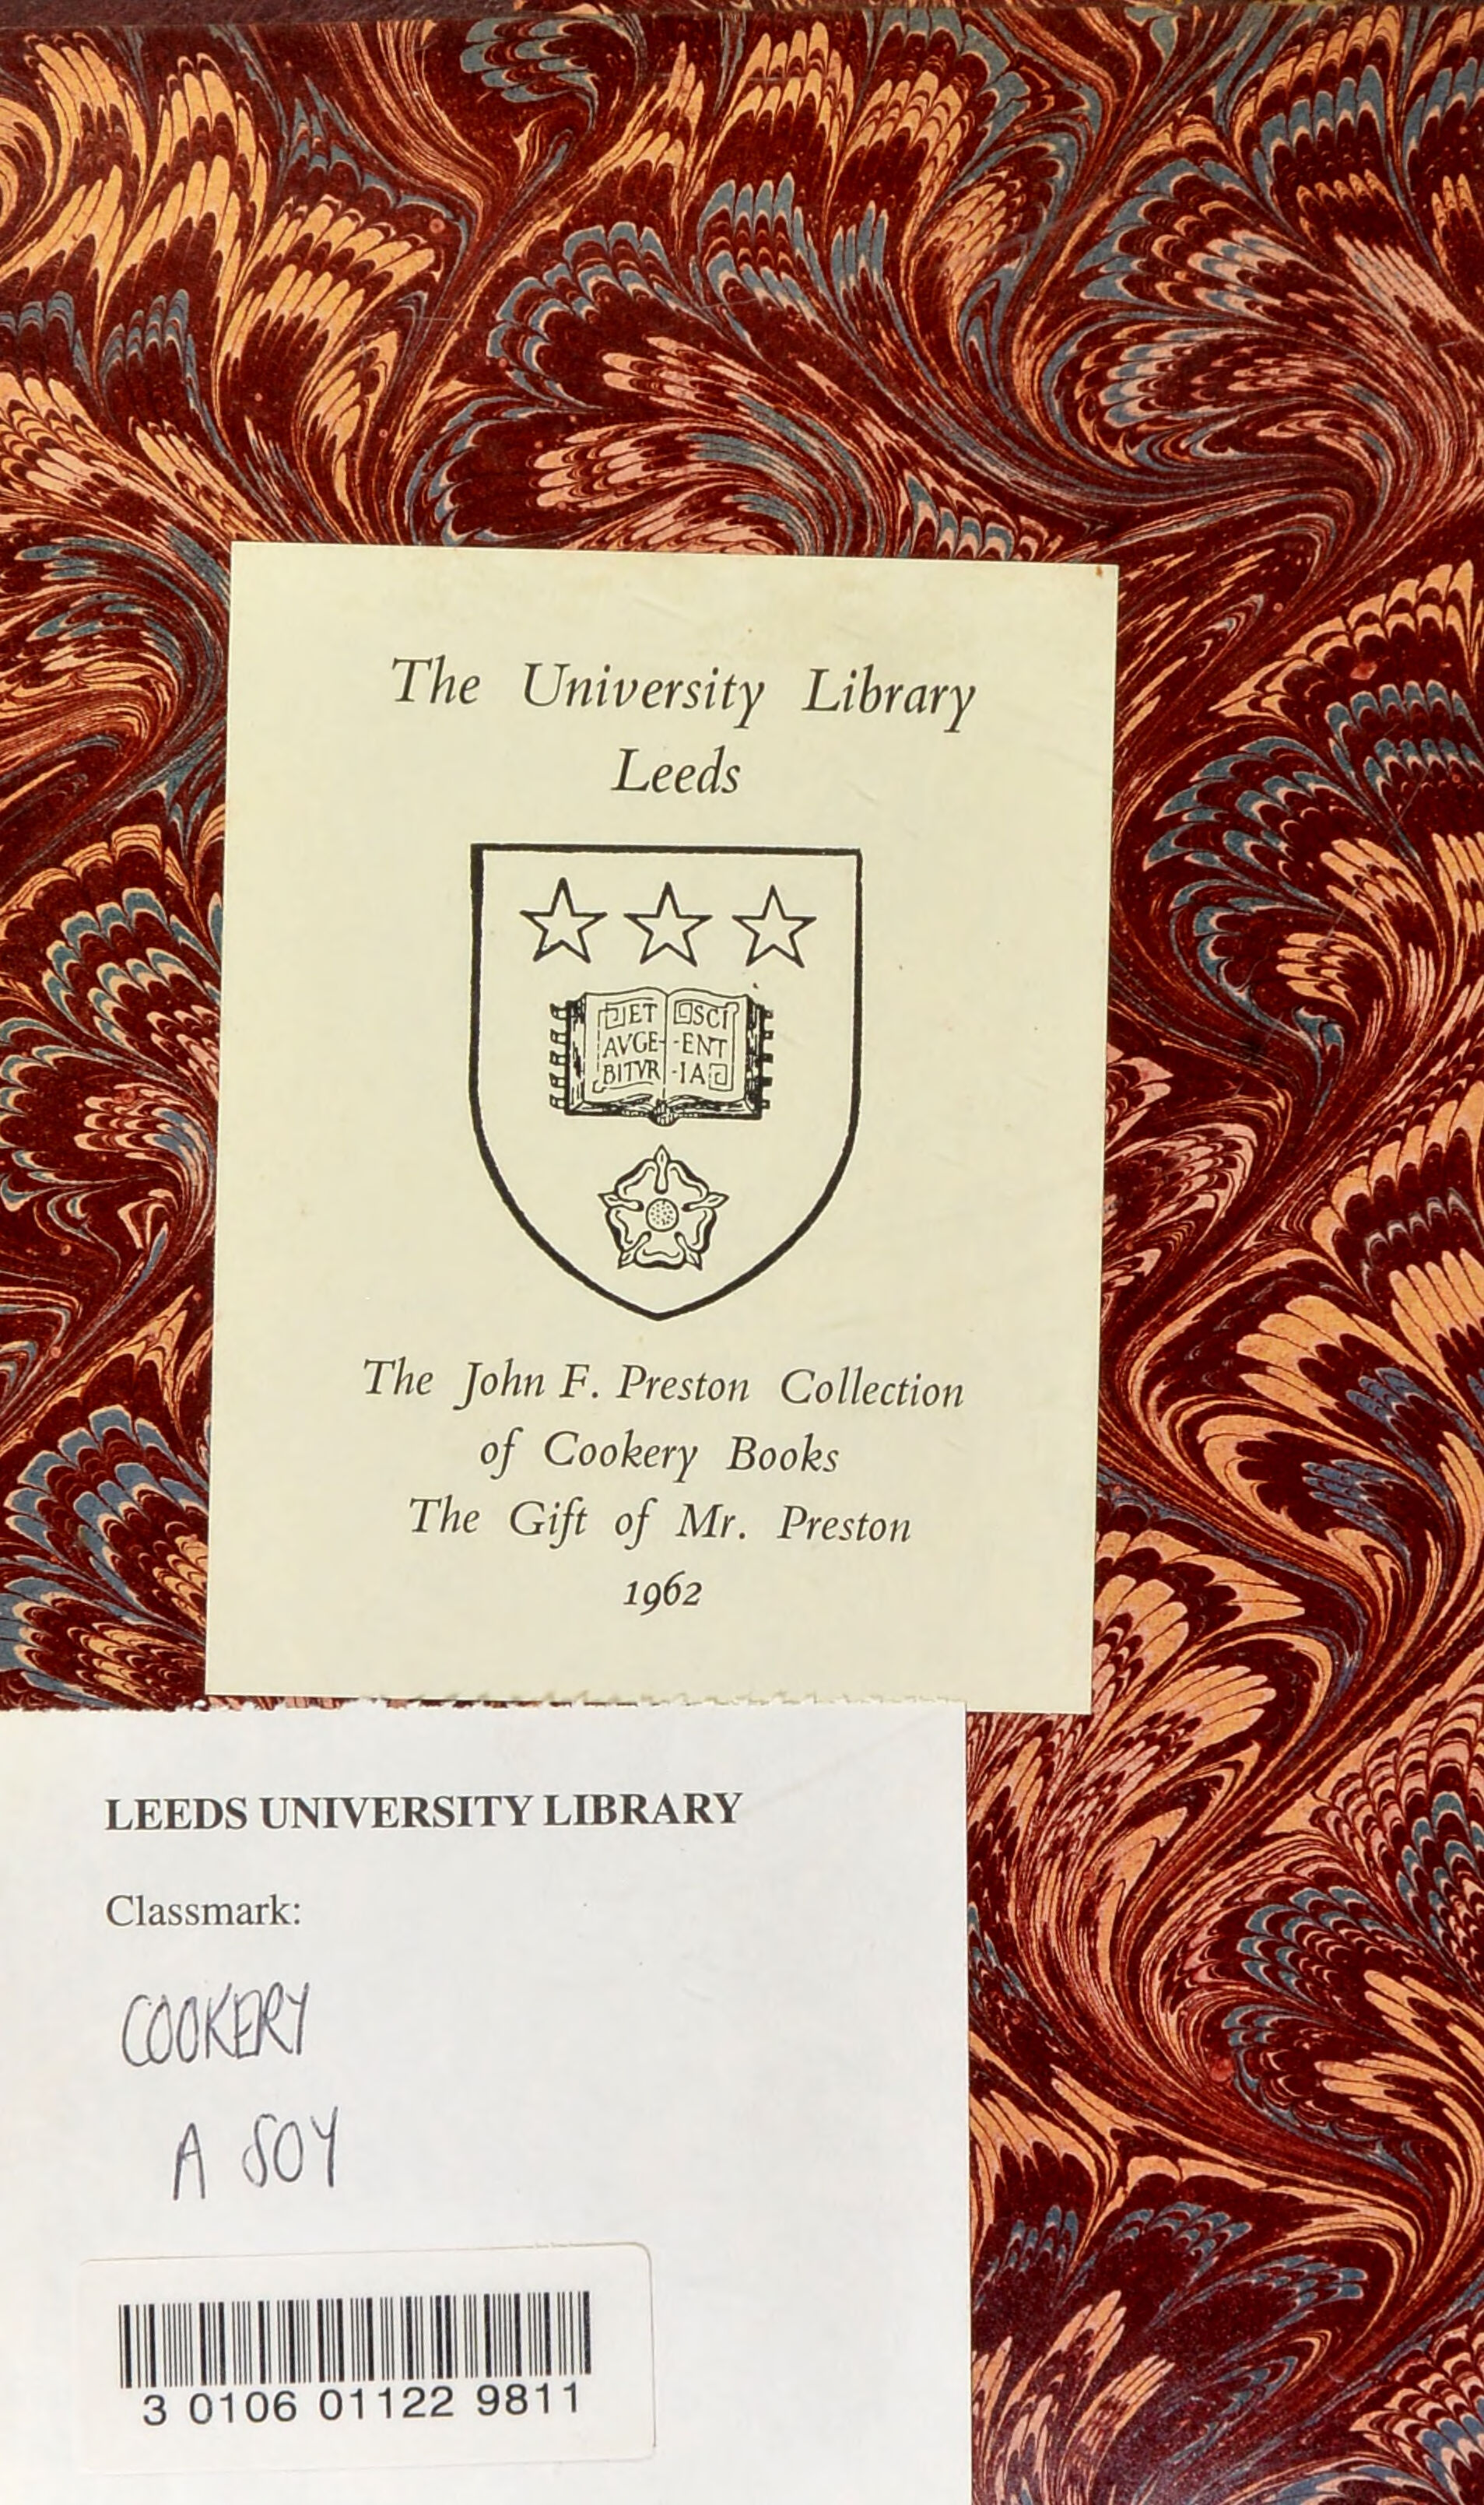 The University Library
Leeds
ET SCI
AVGE- -ENT
BITVR -IA
The John F. Preston Collection
of Cookery Books
The Gift of Mr. Preston
1962
LEEDS UNIVERSITY LIBRARY
Classmark:
COOKERY
A SOY
3 0106 01122 9811